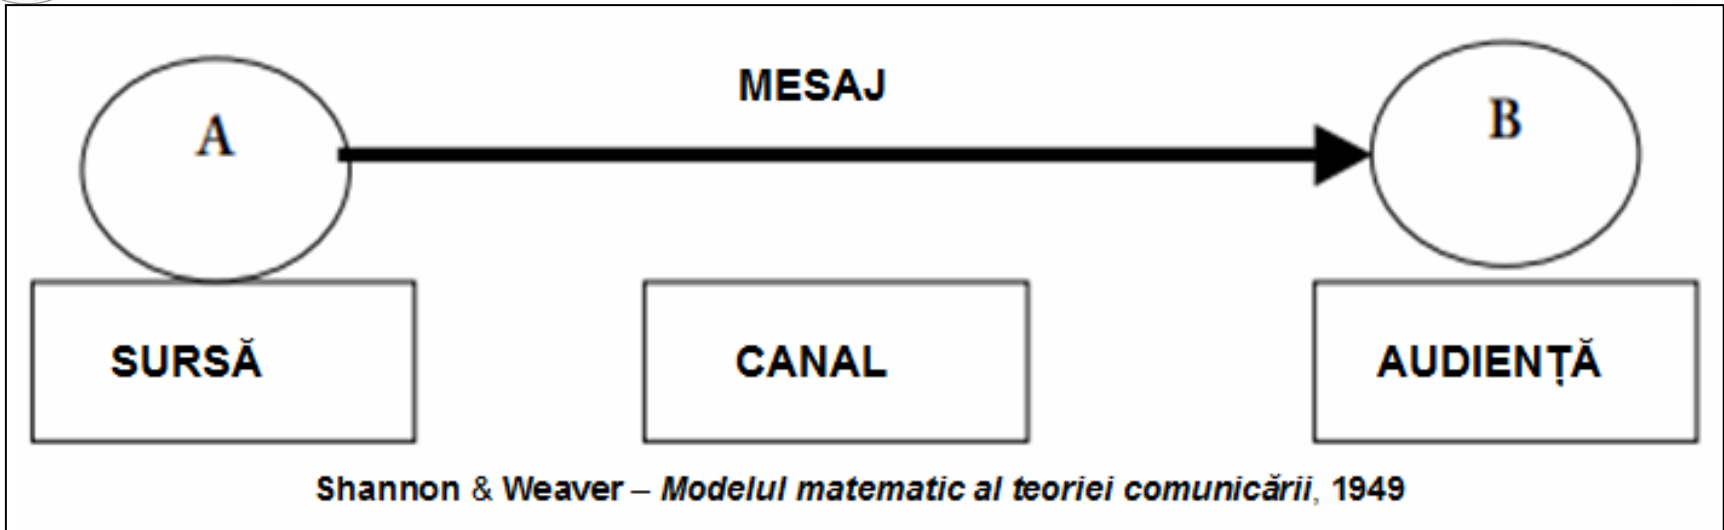 MESAJ
A
B
SURSĂ
CANAL
AUDIENȚĂ
Shannon & Weaver – Modelul matematic al teoriei comunicării, 1949